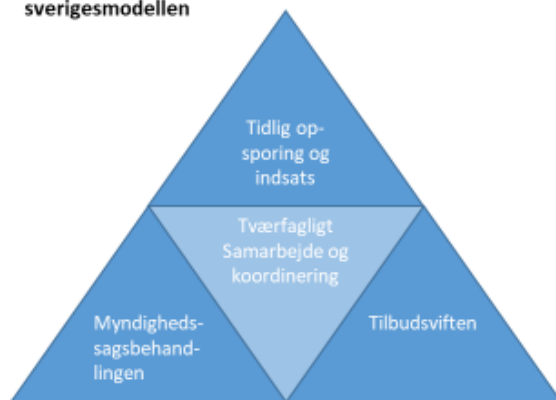 sverigesmodellen
Tidlig op-
sporing og
indsats
Tværfagligt
Samarbejde og
koordinering
Myndigheds-
sagsbehand-
lingen
Tilbudsviften